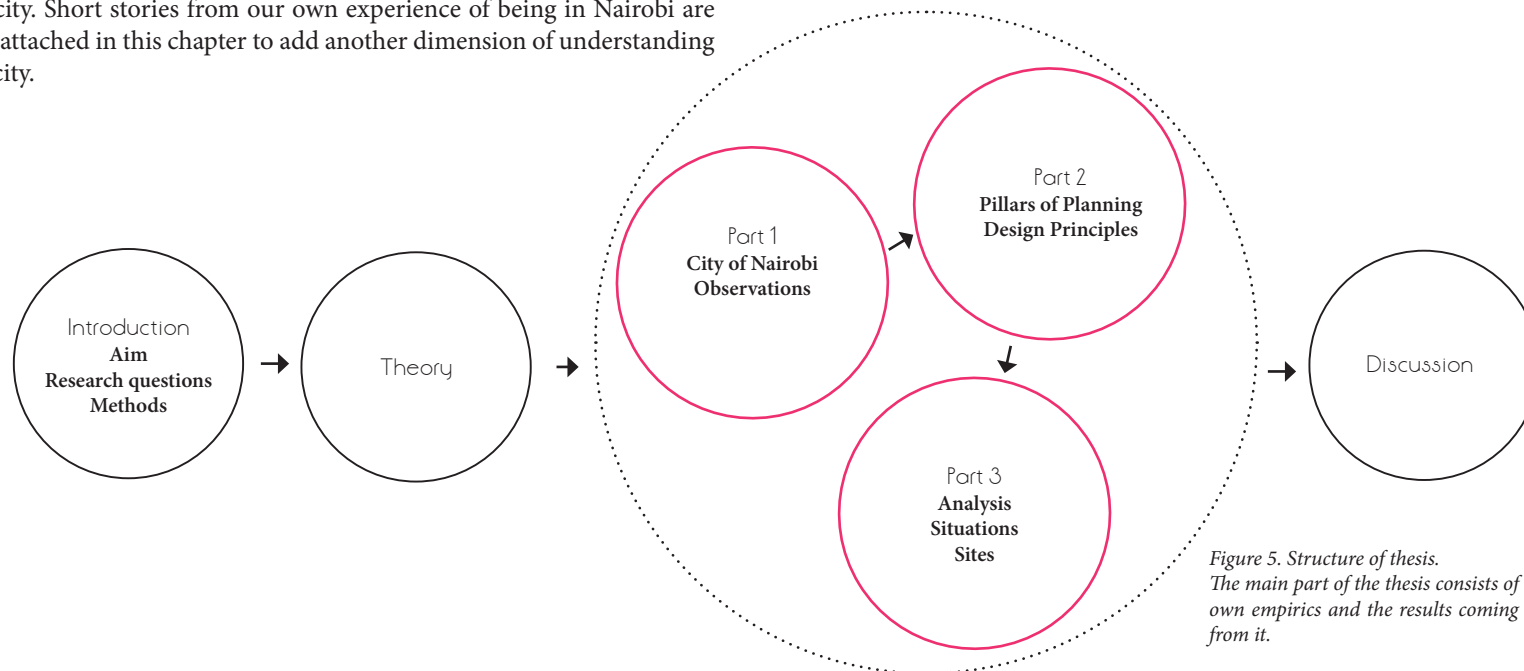 city. Short stories from our own experience of being in Nairobi are
attached in this chapter to add another dimension of understanding
city.
Introduction
Aim
Research questions
Methods
Theory
Part 1
City of Nairobi
Observations
Part 2
Pillars of Planning
Design Principles
Part 3
Analysis
Situations
Sites
Discussion
Figure 5. Structure of thesis.
The main part of the thesis consists of
own empirics and the results coming
from it.